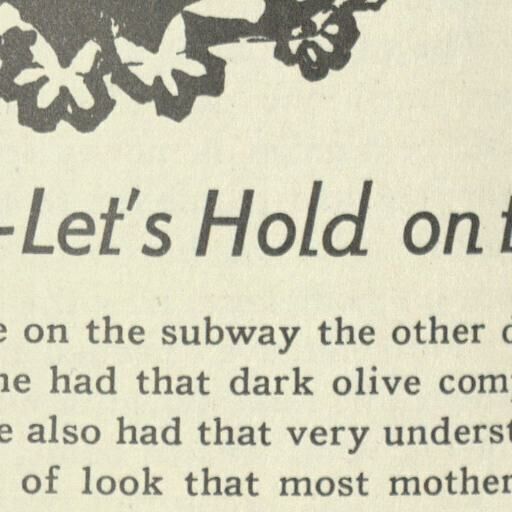 -Let's Hold on t
e on the subway the other d
he had that dark olive com
e also had that very underst
of look that most mother